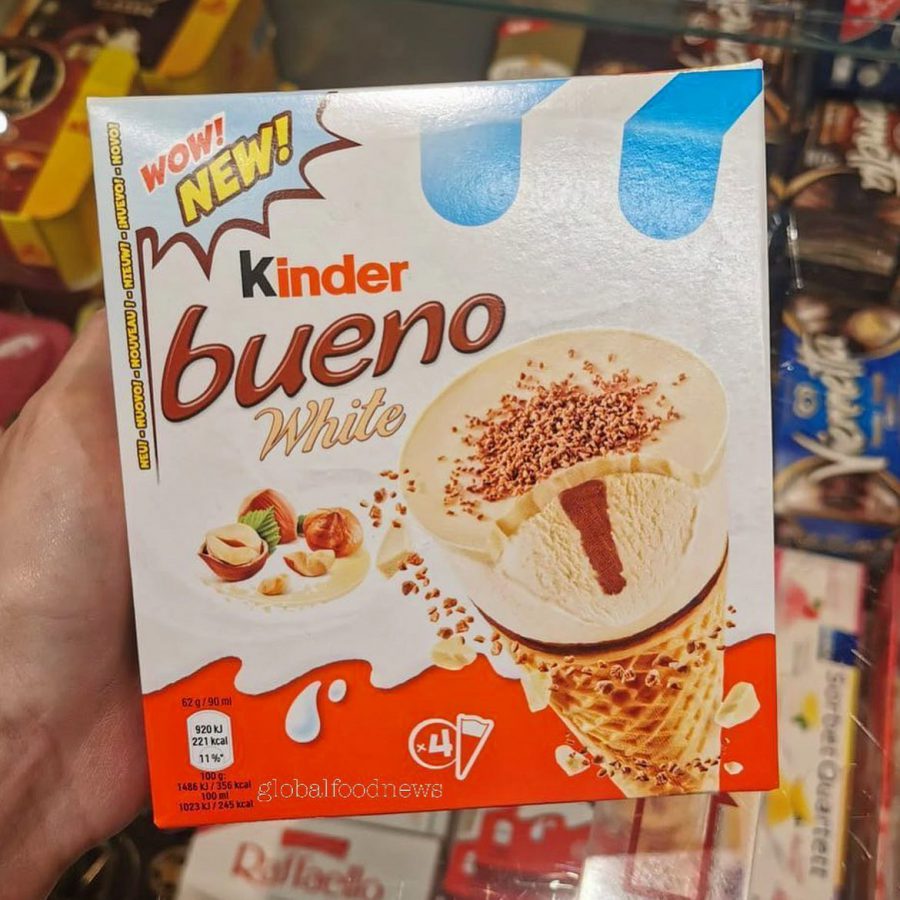 WOW!
NEW!
NEU! - NUOVO! - NOUVEAU ! - NIEUW! - ¡NUEVO! - NOVO!
Kinder
bueno
White
62 g / 90 ml
920 kJ
221 kcal
11%*
100 g:
1486 kJ / 356 kcal
100 ml
1023 kJ / 245 kcal
x4
globalfoodnews
Raffaello
Viennetta
Sorbet Quartett